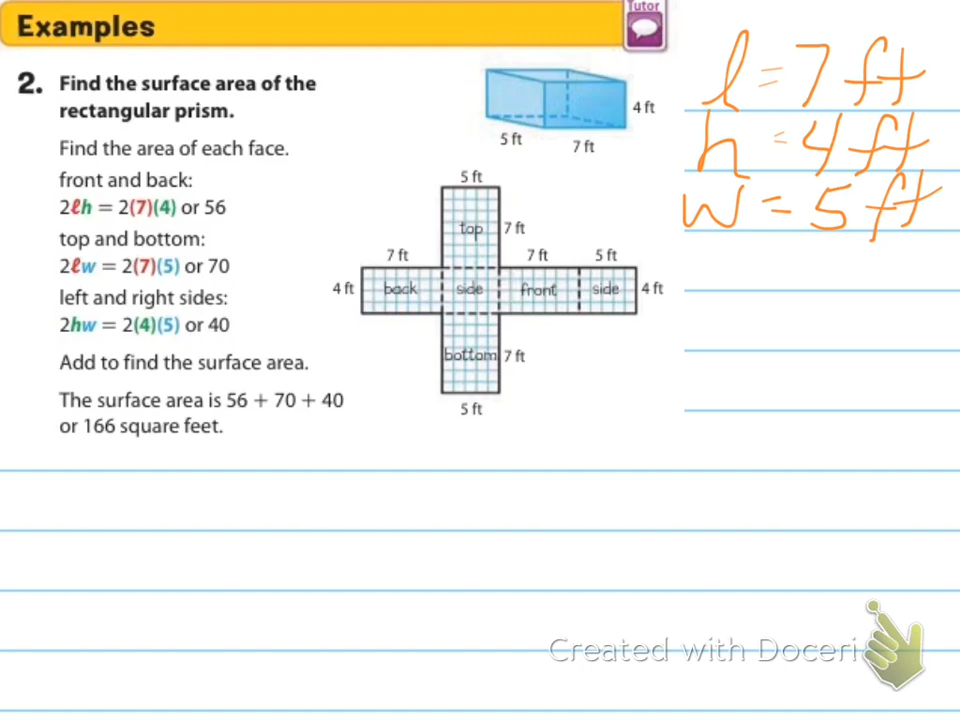 Examples
Tutor
2. Find the surface area of the
rectangular prism.
Find the area of each face.
front and back:
2ℓh = 2(7)(4) or 56
top and bottom:
2ℓw = 2(7)(5) or 70
left and right sides:
2hw = 2(4)(5) or 40
Add to find the surface area.
The surface area is 56 + 70 + 40
or 166 square feet.
4 ft
5 ft
7 ft
5 ft
top
7 ft
7 ft
7 ft
5 ft
4 ft
back
side
front
side
4 ft
bottom
7 ft
5 ft
l = 7 ft
h = 4 ft
w = 5 ft
Created with Doceri